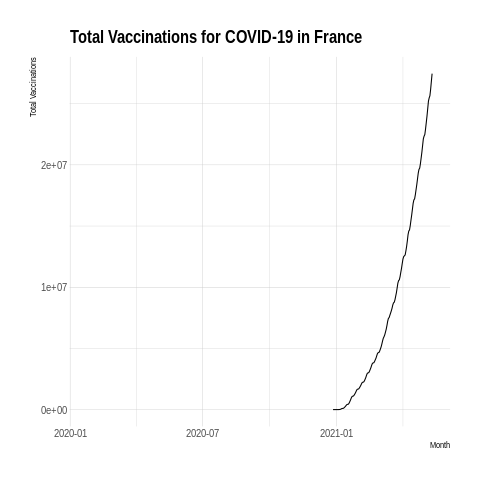 Total Vaccinations for COVID-19 in France
Total Vaccinations
2e+07
1e+07
0e+00
2020-01 2020-07 2021-01
Month